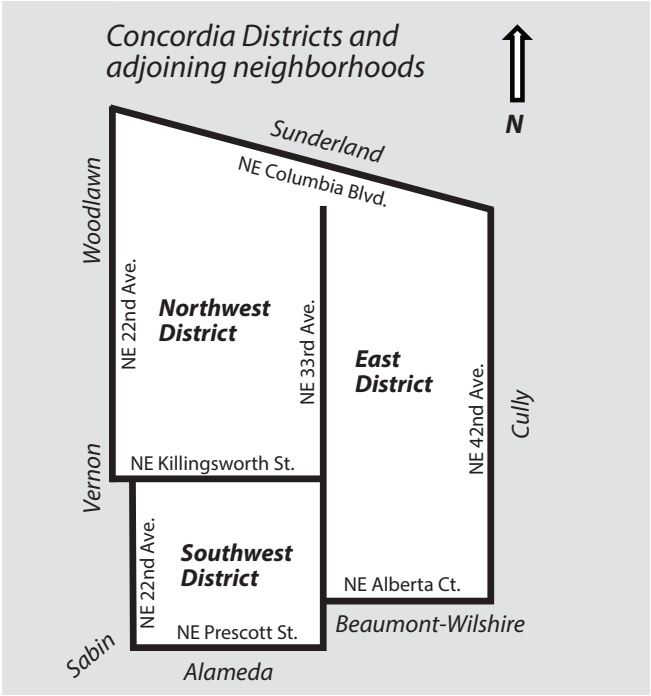 Concordia Districts and
adjoining neighborhoods
N
Sunderland
NE Columbia Blvd.
Woodlawn
NE 22nd Ave.
Northwest
District
NE 33rd Ave.
East
District
NE 42nd Ave.
Cully
Vernon
NE Killingsworth St.
NE 22nd Ave.
Southwest
District
NE Alberta Ct.
NE Prescott St.
Beaumont-Wilshire
Sabin
Alameda